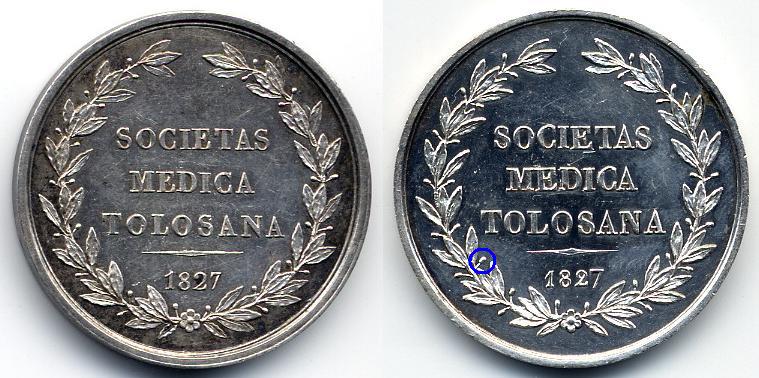 SOCIETAS
MEDICA
TOLOSANA
1827
SOCIETAS
MEDICA
TOLOSANA
1827